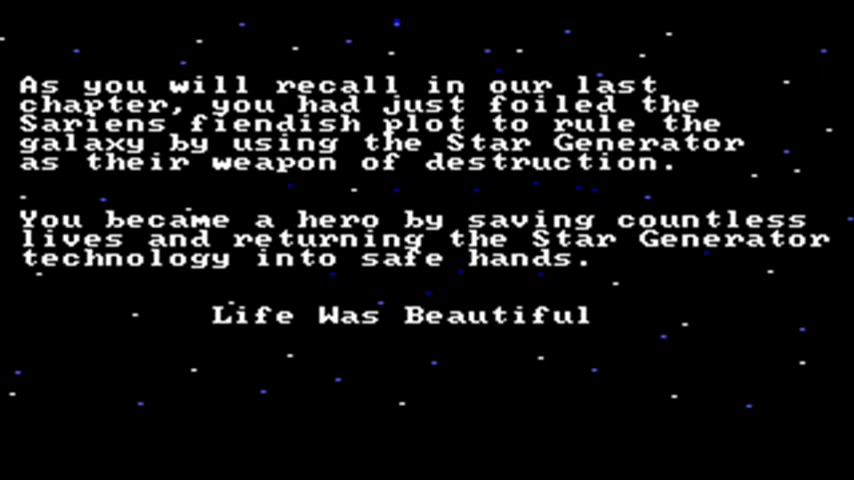 As you will recall in our last
chapter, you had just foiled the
Sariens fiendish plot to rule the
galaxy by using the Star Generator
as their weapon of destruction.
You became a hero by saving countless
lives and returning the Star Generator
technology into safe hands.
Life Was Beautiful